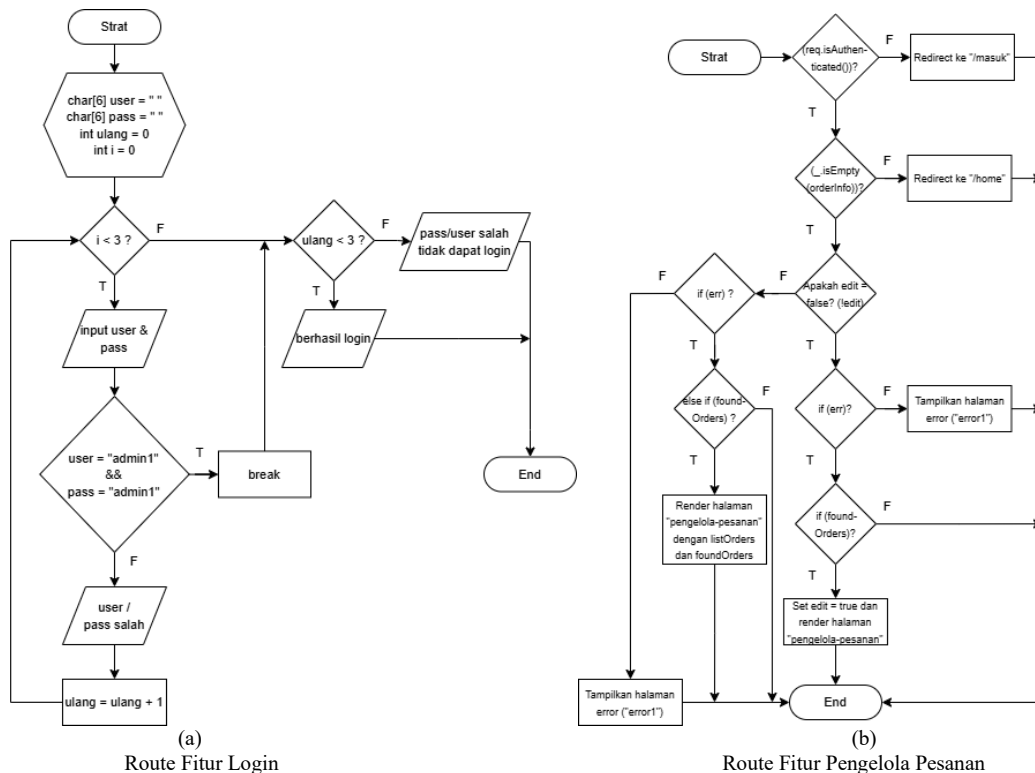 Strat
char[6] user = " "
char[6] pass = " "
int ulang = 0
int i = 0
i < 3 ?
F
T
input user &
pass
user = "admin1"
&&
pass = "admin1"
T
break
F
user /
pass salah
ulang = ulang + 1
ulang < 3 ?
F
pass/user salah
tidak dapat login
T
berhasil login
End
(a)
Route Fitur Login
Strat
(req.isAuthen-
ticated())?
F
Redirect ke "/masuk"
T
(_.isEmpty
(orderInfo))?
F
Redirect ke "/home"
T
Apakah edit =
false? (!edit)
F
if (err) ?
F
T
else if (found-
Orders) ?
F
T
Render halaman
"pengelola-pesanan"
dengan listOrders
dan foundOrders
Tampilkan halaman
error ("error1")
T
if (err)?
F
Tampilkan halaman
error ("error1")
T
if (found-
Orders)?
F
T
Set edit = true dan
render halaman
"pengelola-pesanan"
End
(b)
Route Fitur Pengelola Pesanan